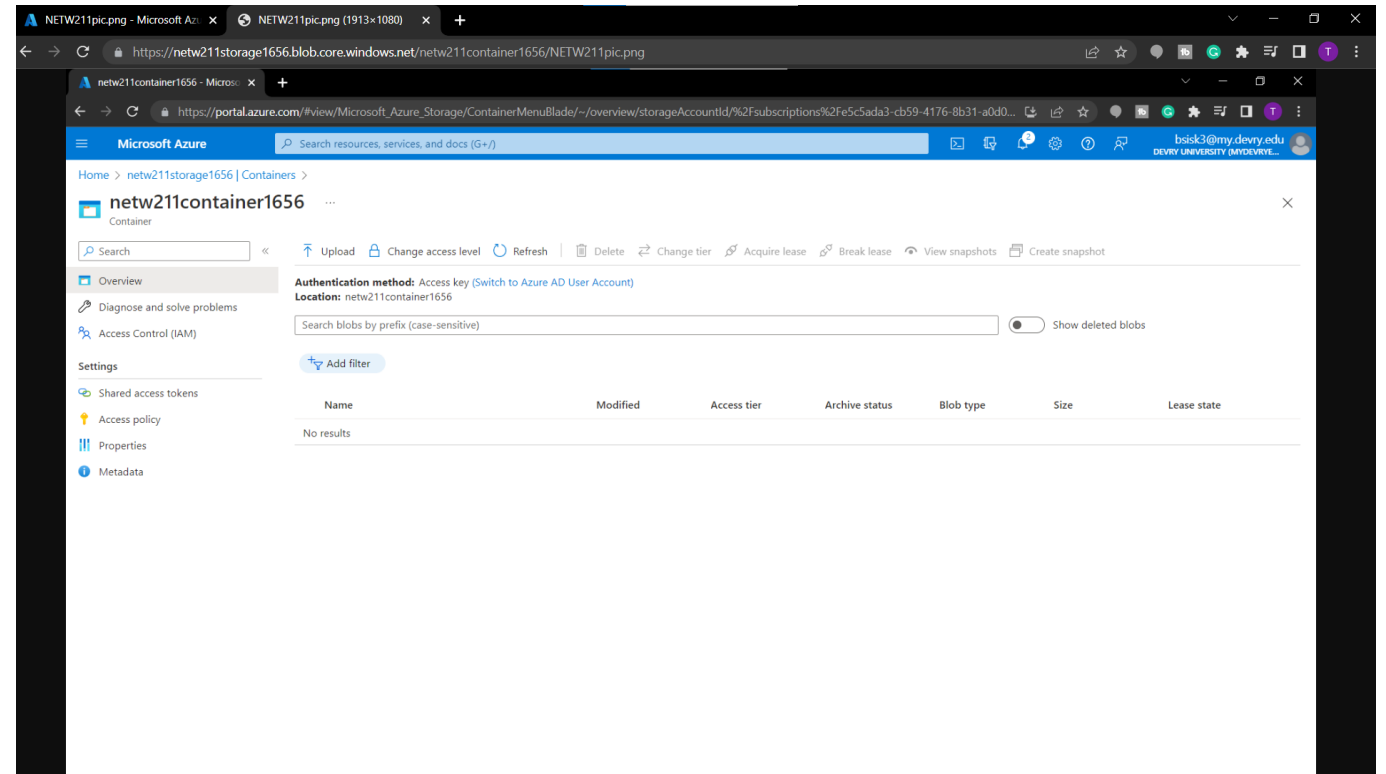 NETW211pic.png - Microsoft Azu
NETW211pic.png (1913×1080)
https://netw211storage1656.blob.core.windows.net/netw211container1656/NETW211pic.png
netw211container1656 - Microso
https://portal.azure.com/#view/Microsoft_Azure_Storage/ContainerMenuBlade/~/overview/storageAccountId/%2Fsubscriptions%2Fe5c5ada3-cb59-4176-8b31-a0d0...
Microsoft Azure
Search resources, services, and docs (G+/)
2
bsisk3@my.devry.edu
DEVRY UNIVERSITY (MYDEVRYE...
Home > netw211storage1656 | Containers >
netw211container1656 ...
Container
Search
«
Upload Change access level Refresh Delete Change tier Acquire lease Break lease View snapshots Create snapshot
Overview
Diagnose and solve problems
Access Control (IAM)
Settings
Shared access tokens
Access policy
Properties
Metadata
Authentication method: Access key (Switch to Azure AD User Account)
Location: netw211container1656
Search blobs by prefix (case-sensitive)
Show deleted blobs
Add filter
Name Modified Access tier Archive status Blob type Size Lease state
No results